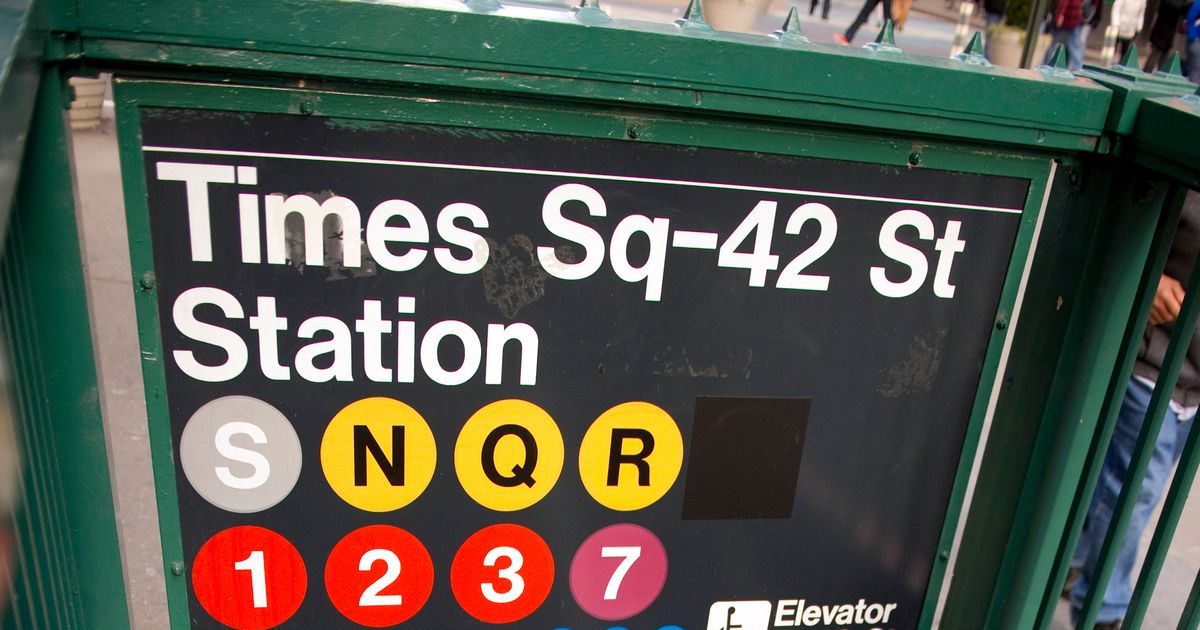 Times Sq-42 St
Station
S N Q R
1 2 3 7
Elevator